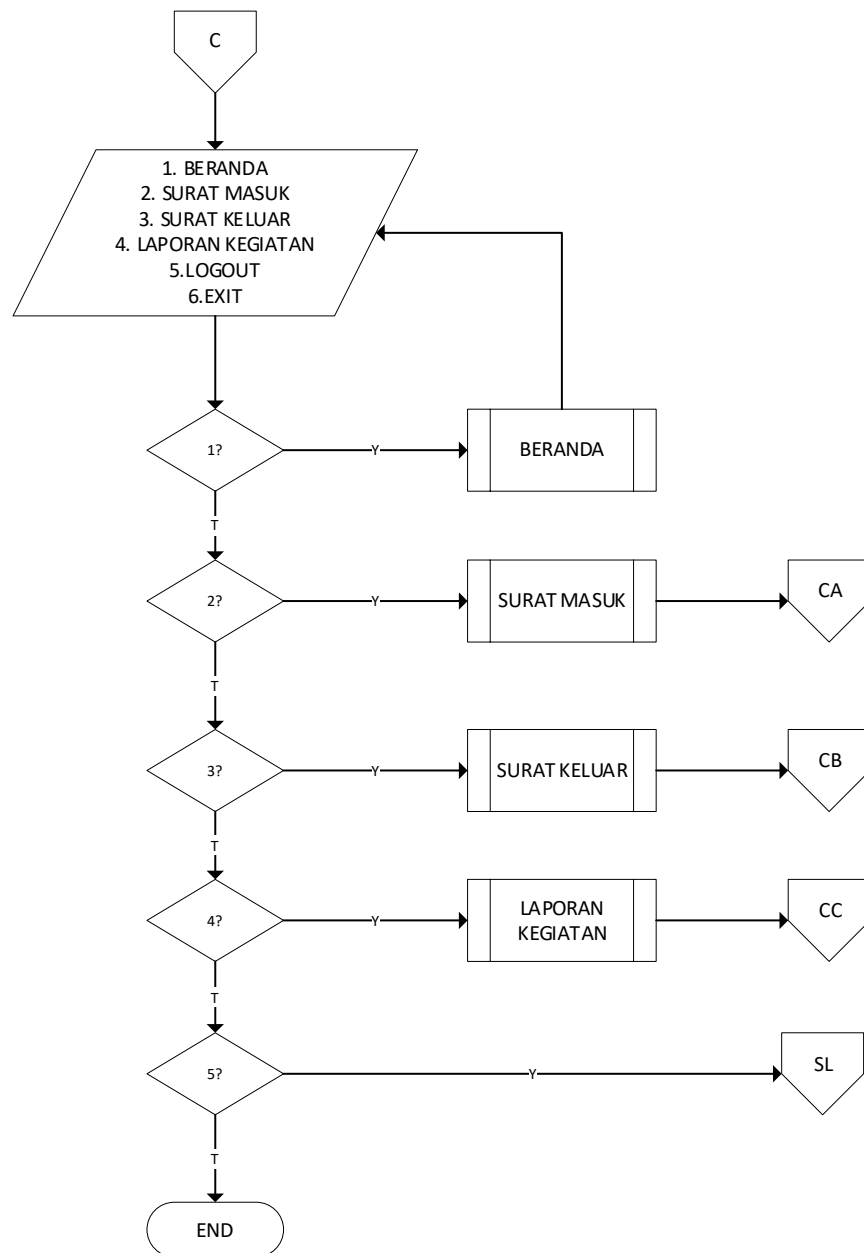 C
1. BERANDA
2. SURAT MASUK
3. SURAT KELUAR
4. LAPORAN KEGIATAN
5.LOGOUT
6.EXIT
1?
Y
BERANDA
T
2?
Y
SURAT MASUK
CA
T
3?
Y
SURAT KELUAR
CB
T
4?
Y
LAPORAN
KEGIATAN
CC
T
5?
Y
SL
T
END